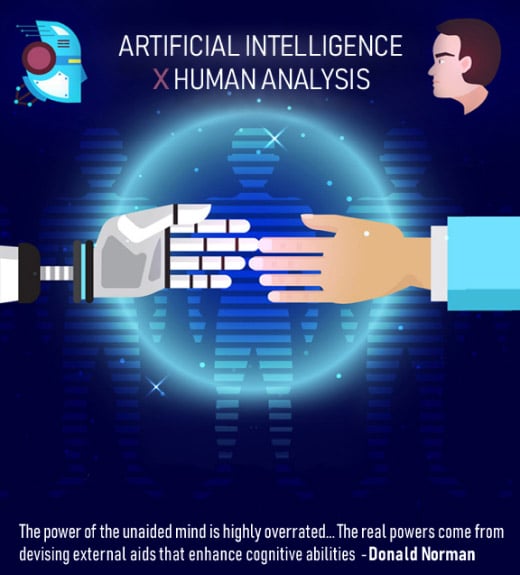 ARTIFICIAL INTELLIGENCE
X HUMAN ANALYSIS
The power of the unaided mind is highly overrated... The real powers come from
devising external aids that enhance cognitive abilities - Donald Norman